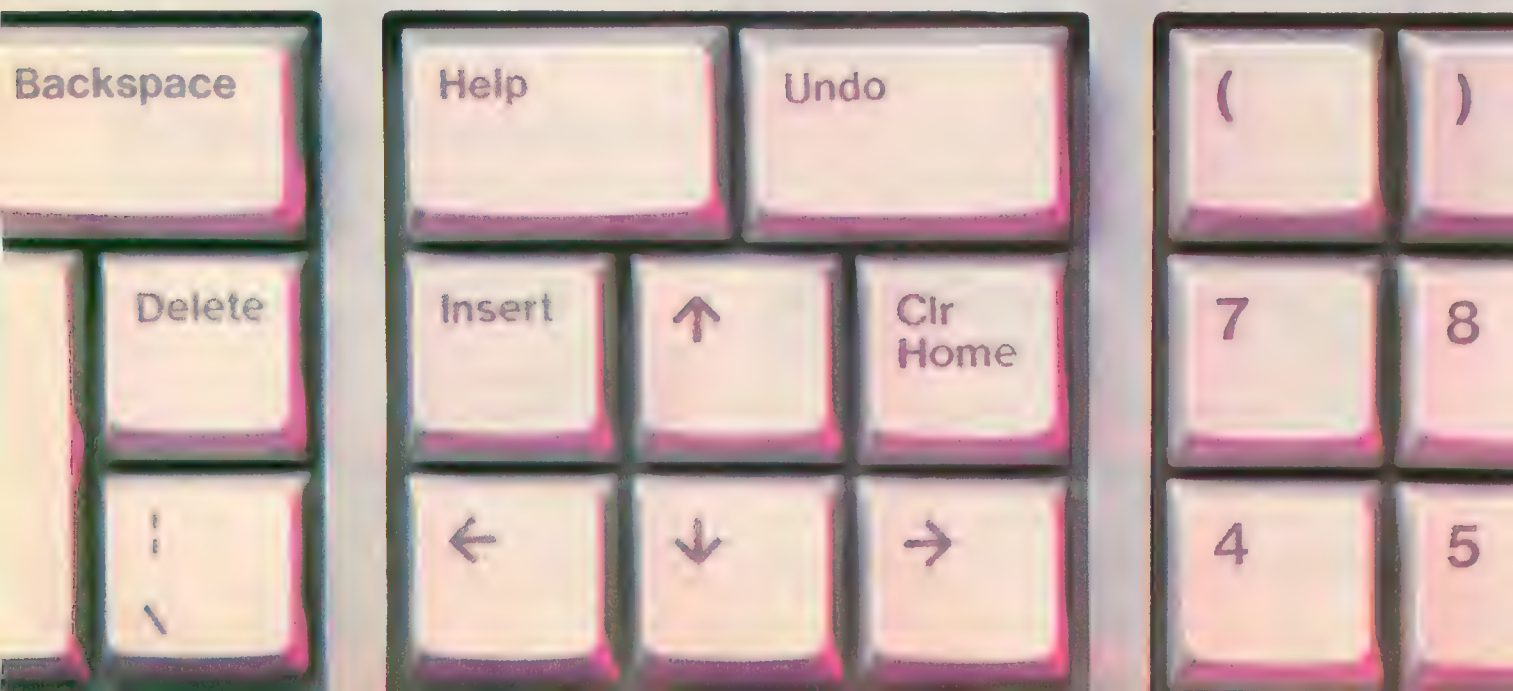 Backspace
Help
Undo
(
)
Delete
Insert
↑
Clr
Home
7
8
¦
\
←
↓
→
4
5